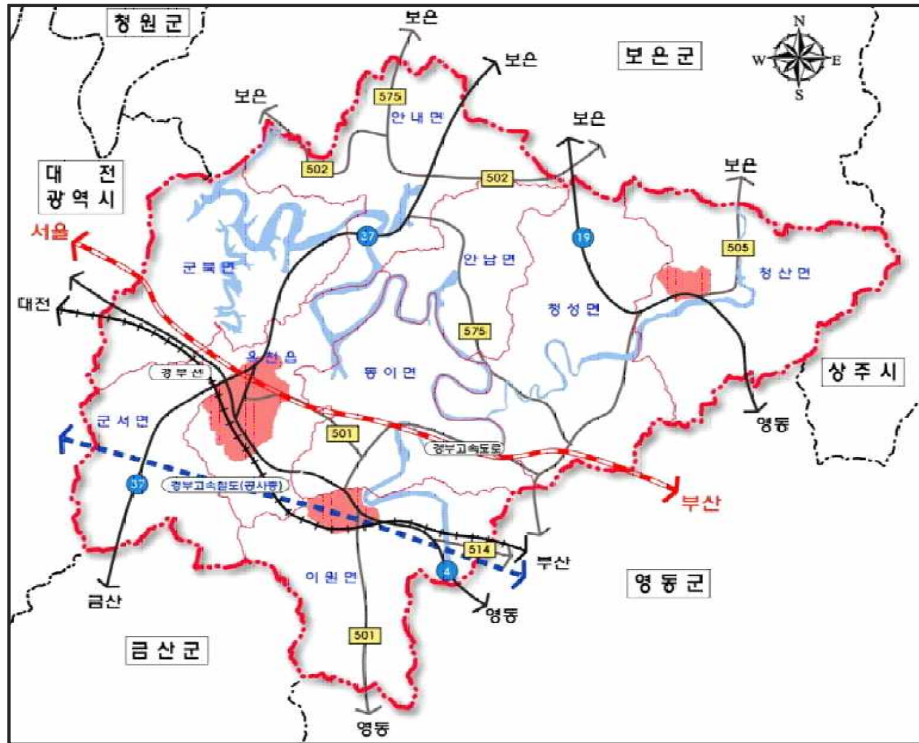 청원군
보은
보은
보은군
N
W E
S
575
보은
안내면
보은
보은
대 전
광역시
502
502
서울
군북면
37
안남면
19
505
청성면
청산면
대전
575
옥천읍
경부선
동이면
상주시
군서면
영동
501
경부고속도로
37
경부고속철도(공사중)
부산
514
부산
이원면
4
영동군
금산
영동
금산군
501
영동